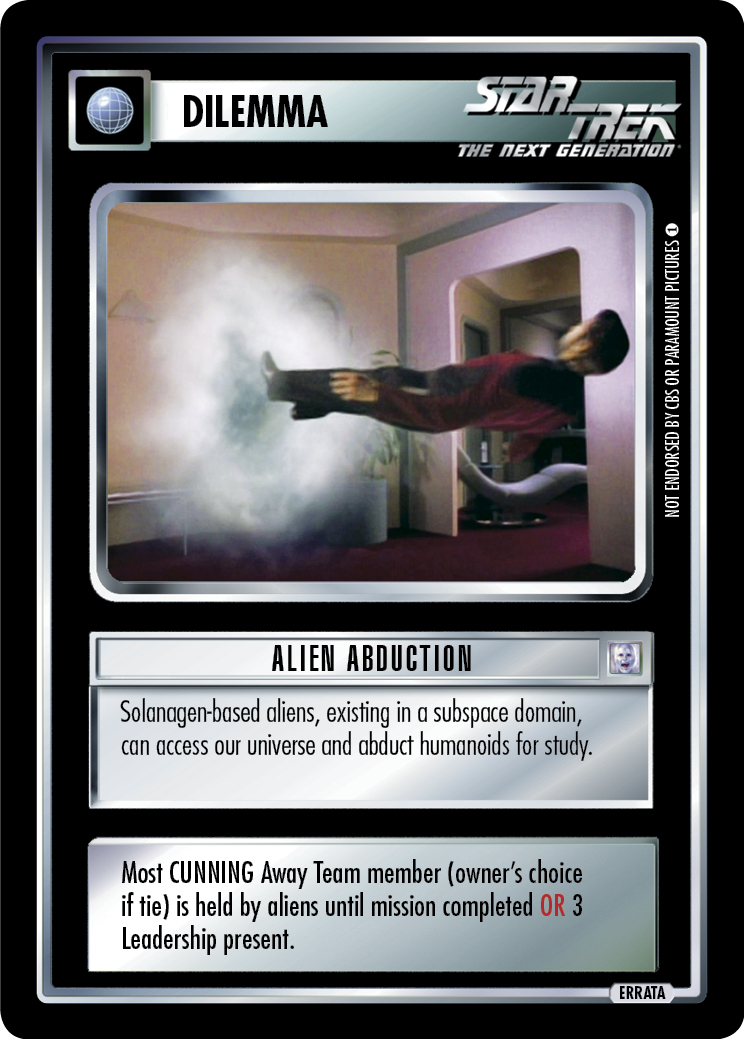 DILEMMA
STAR TREK
THE NEXT GENERATION
NOT ENDORSED BY CBS OR PARAMOUNT PICTURES 1
ALIEN ABDUCTION
Solanagen-based aliens, existing in a subspace domain,
can access our universe and abduct humanoids for study.
Most CUNNING Away Team member (owner's choice
if tie) is held by aliens until mission completed OR 3
Leadership present.
ERRATA